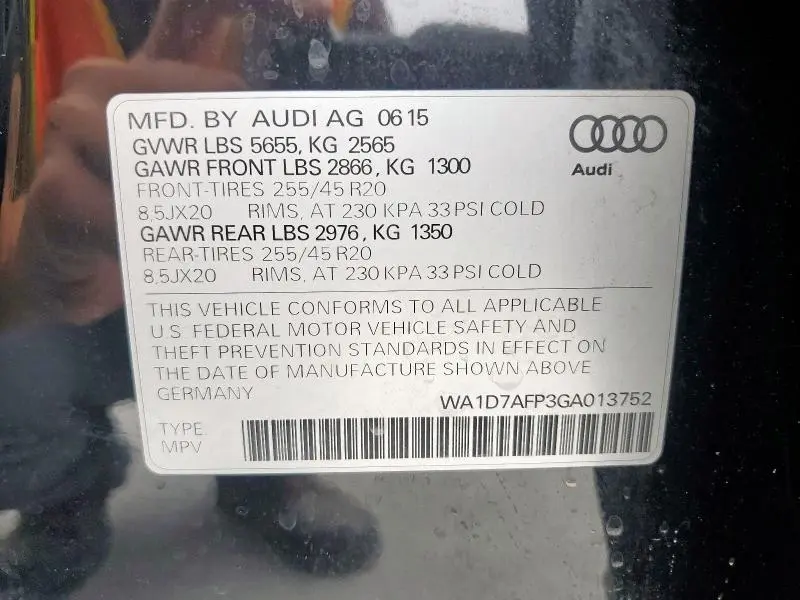 MFD. BY AUDI AG 0615
GVWR LBS 5655, KG 2565
GAWR FRONT LBS 2866, KG 1300
FRONT-TIRES 255/45 R20
8,5JX20 RIMS, AT 230 KPA 33 PSI COLD
GAWR REAR LBS 2976, KG 1350
REAR-TIRES 255/45 R20
8,5JX20 RIMS, AT 230 KPA 33 PSI COLD
Audi
THIS VEHICLE CONFORMS TO ALL APPLICABLE
U.S. FEDERAL MOTOR VEHICLE SAFETY AND
THEFT PREVENTION STANDARDS IN EFFECT ON
THE DATE OF MANUFACTURE SHOWN ABOVE
GERMANY
WA1D7AFP3GA013752
TYPE
MPV